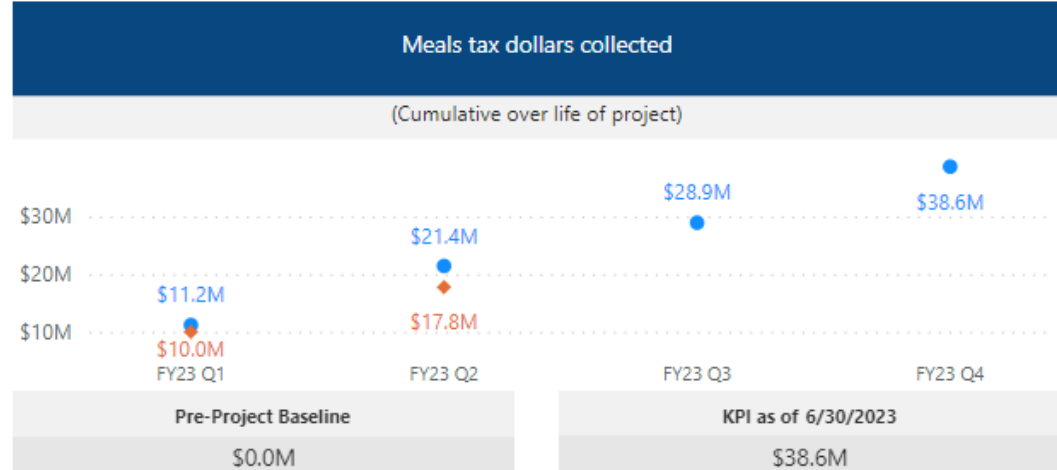 Meals tax dollars collected
(Cumulative over life of project)
$30M
$20M
$10M
$11.2M
$10.0M
$21.4M
$17.8M
$28.9M
$38.6M
FY23 Q1 FY23 Q2 FY23 Q3 FY23 Q4
Pre-Project Baseline KPI as of 6/30/2023
$0.0M $38.6M